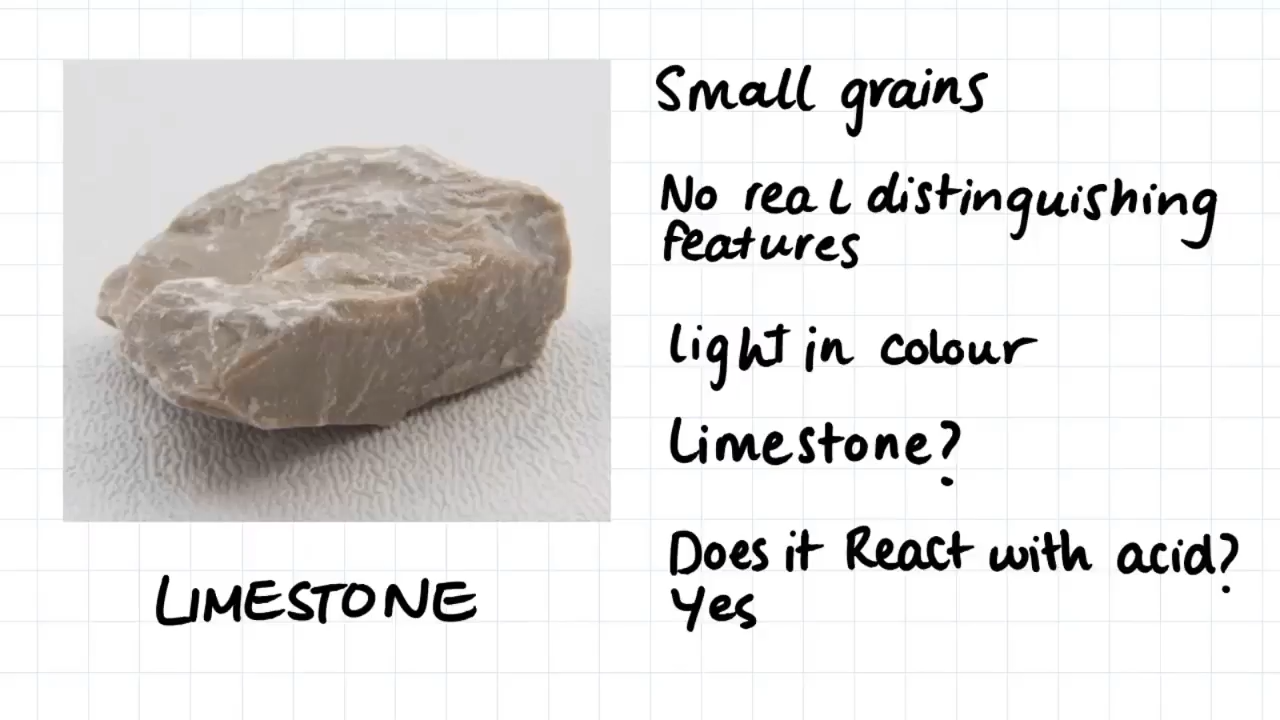 Small grains
No real distinguishing
features
light in colour
Limestone?
Does it React with acid?
Yes
LIMESTONE